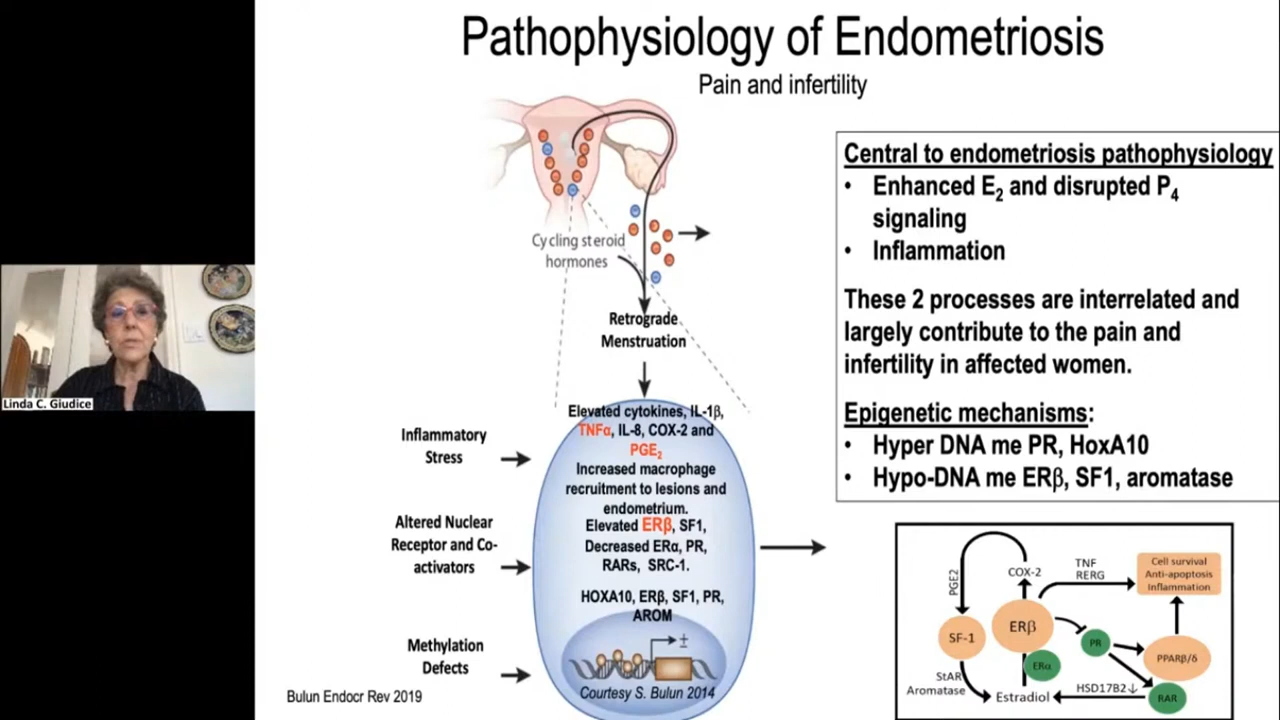 Pathophysiology of Endometriosis
Pain and infertility
Linda C. Giudice
Cycling steroid
hormones
Retrograde
Menstruation
Inflammatory
Stress
Altered Nuclear
Receptor and Co-
activators
Methylation
Defects
Elevated cytokines, IL-1β,
TNFα, IL-8, COX-2 and
PGE₂
Increased macrophage
recruitment to lesions and
endometrium.
Elevated ERβ, SF1,
Decreased ERα, PR,
RARs, SRC-1.
HOXA10, ERβ, SF1, PR,
AROM
±
Courtesy S. Bulun 2014
Bulun Endocr Rev 2019
Central to endometriosis pathophysiology
• Enhanced E₂ and disrupted P₄
signaling
• Inflammation
These 2 processes are interrelated and
largely contribute to the pain and
infertility in affected women.
Epigenetic mechanisms:
• Hyper DNA me PR, HoxA10
• Hypo-DNA me ERβ, SF1, aromatase
PGE2
COX-2
TNF
RERG
Cell survival
Anti-apoptosis
Inflammation
SF-1
ERβ
PR
ERα
PPARβ/δ
StAR
Aromatase
Estradiol
HSD17B2↓
RAR